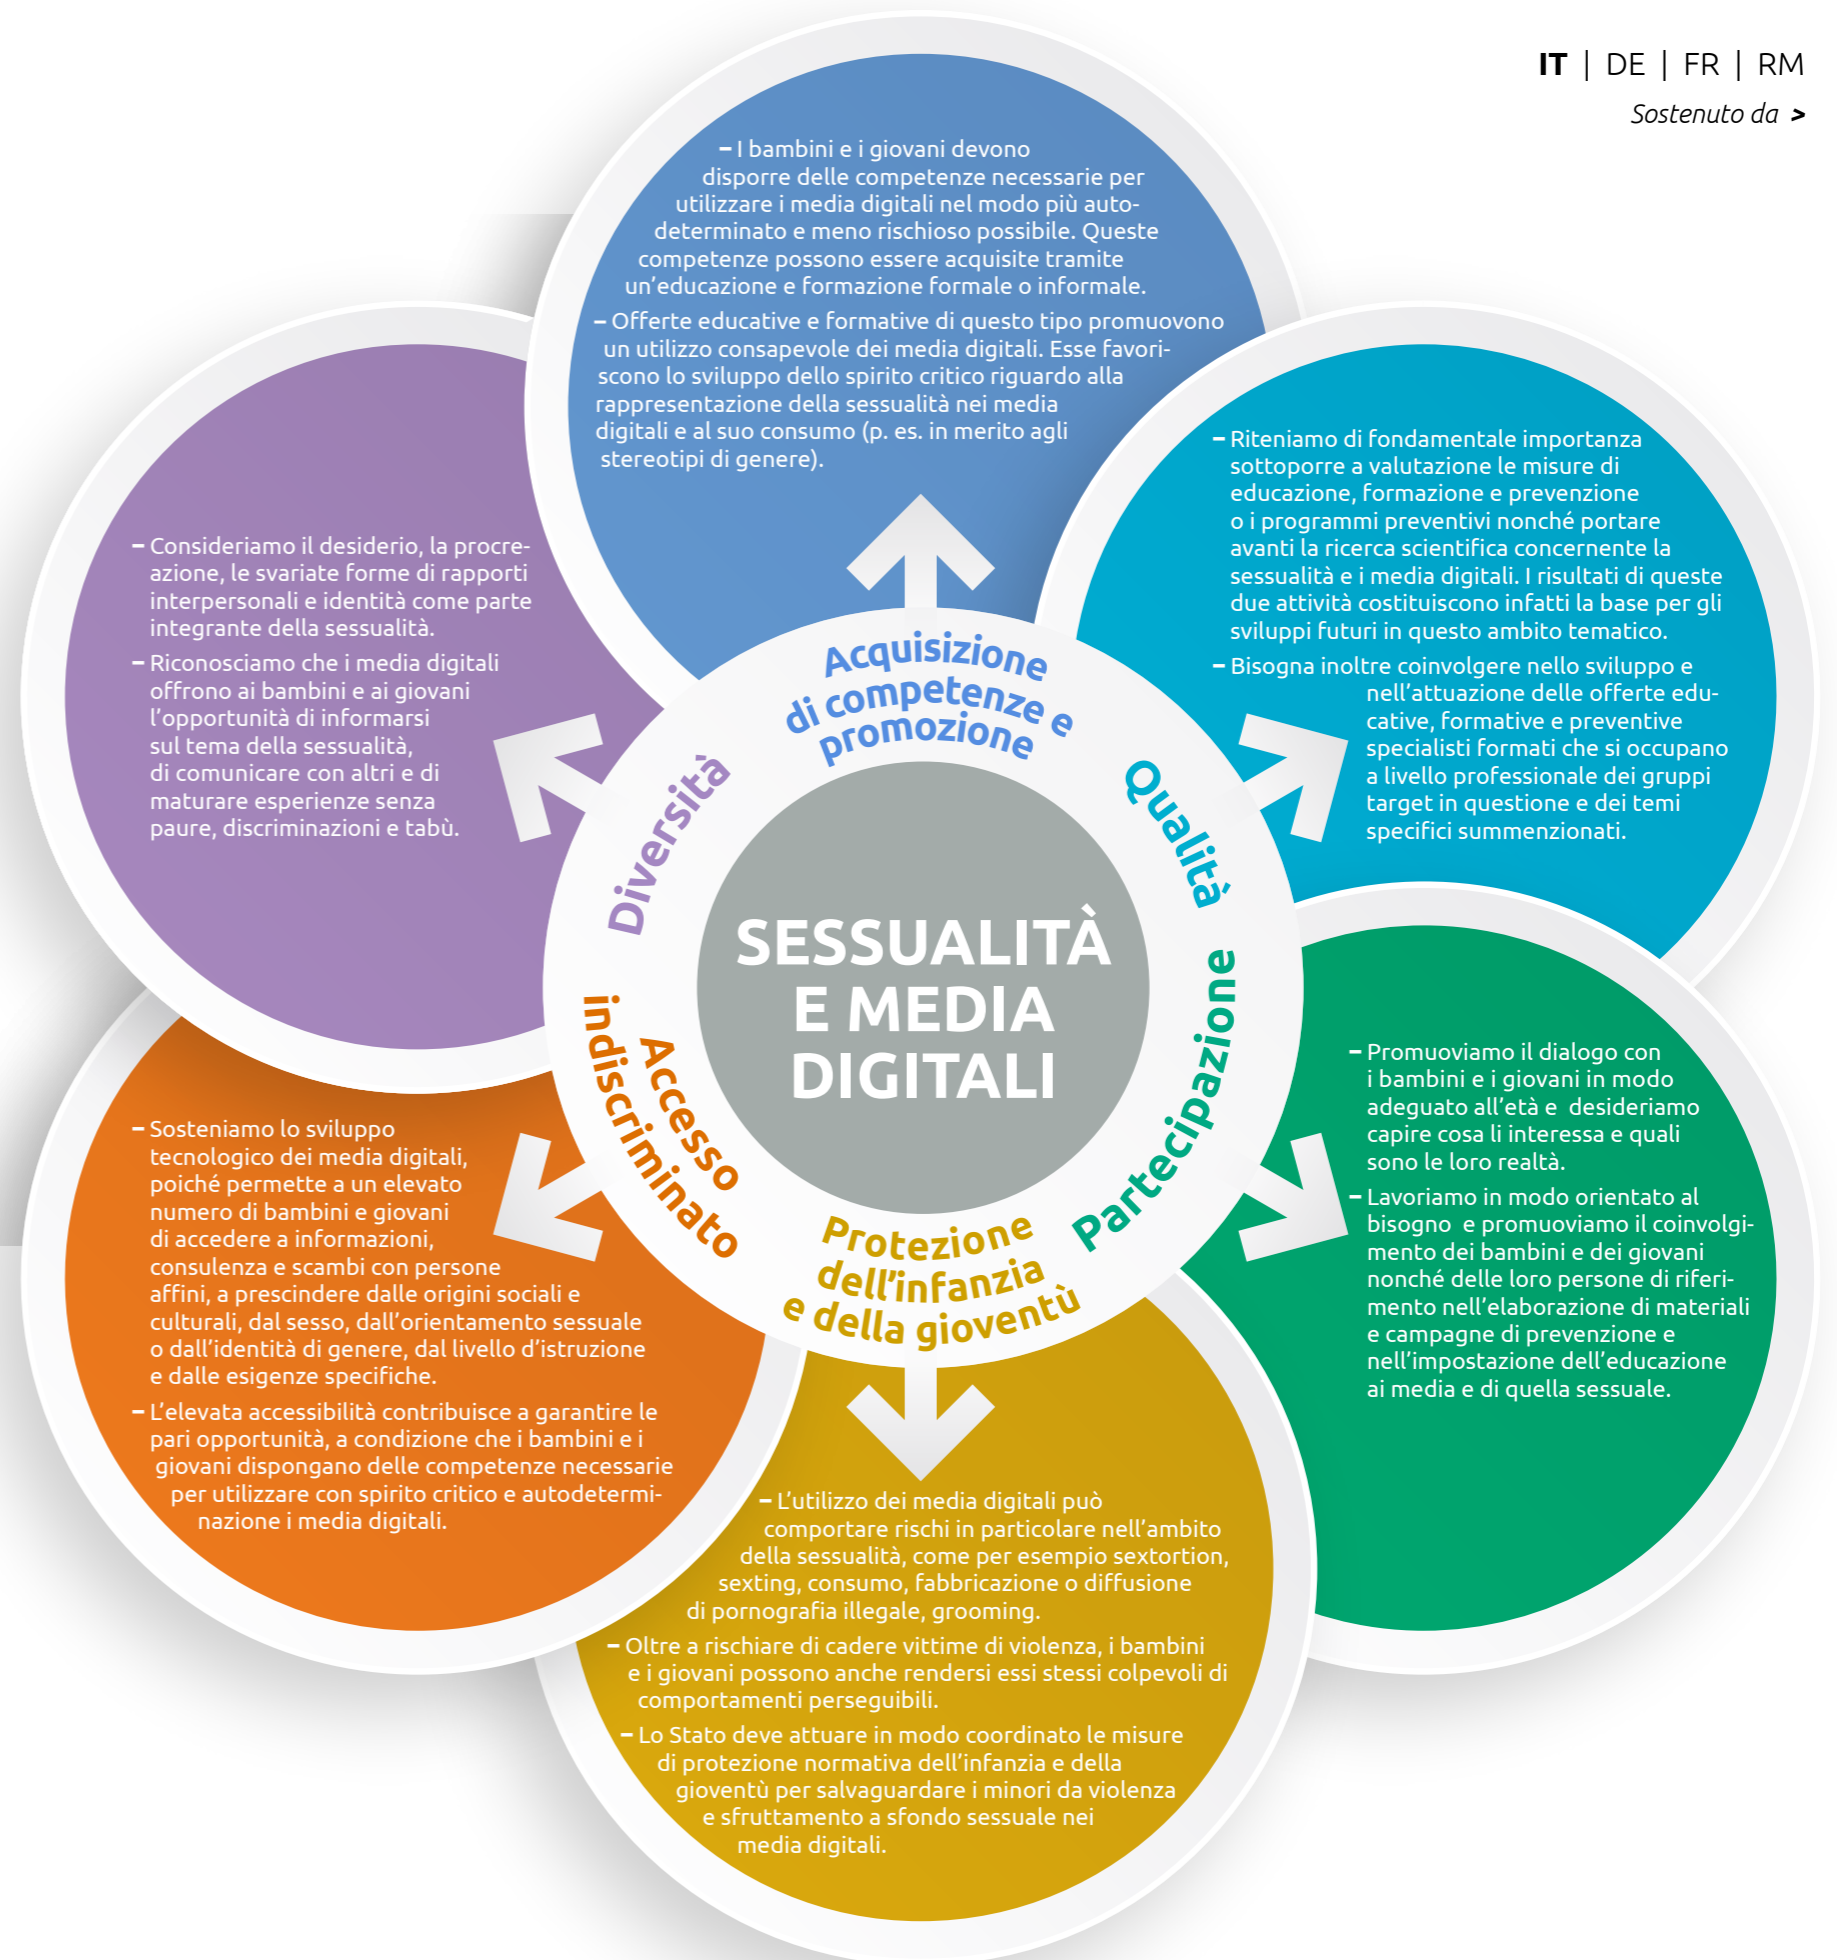 IT | DE | FR | RM
Sostenuto da >
– I bambini e i giovani devono
disporre delle competenze necessarie per
utilizzare i media digitali nel modo più auto-
determinato e meno rischioso possibile. Queste
competenze possono essere acquisite tramite
un’educazione e formazione formale o informale.
– Offerte educative e formative di questo tipo promuovono
un utilizzo consapevole dei media digitali. Esse favori-
scono lo sviluppo dello spirito critico riguardo alla
rappresentazione della sessualità nei media
digitali e al suo consumo (p. es. in merito agli
stereotipi di genere).
– Riteniamo di fondamentale importanza
sottoporre a valutazione le misure di
educazione, formazione e prevenzione
o i programmi preventivi nonché portare
avanti la ricerca scientifica concernente la
sessualità e i media digitali. I risultati di queste
due attività costituiscono infatti la base per gli
sviluppi futuri in questo ambito tematico.
– Bisogna inoltre coinvolgere nello sviluppo e
nell’attuazione delle offerte edu-
cative, formative e preventive
specialisti formati che si occupano
a livello professionale dei gruppi
target in questione e dei temi
specifici summenzionati.
– Consideriamo il desiderio, la procre-
azione, le svariate forme di rapporti
interpersonali e identità come parte
integrante della sessualità.
– Riconosciamo che i media digitali
offrono ai bambini e ai giovani
l’opportunità di informarsi
sul tema della sessualità,
di comunicare con altri e di
maturare esperienze senza
paure, discriminazioni e tabù.
Acquisizione
di competenze e
promozione
Qualità
Diversità
SESSUALITÀ
E MEDIA
DIGITALI
Partecipazione
Accesso
indiscriminato
Protezione
dell’infanzia
e della gioventù
– Promuoviamo il dialogo con
i bambini e i giovani in modo
adeguato all’età e desideriamo
capire cosa li interessa e quali
sono le loro realtà.
– Lavoriamo in modo orientato al
bisogno e promuoviamo il coinvolgi-
mento dei bambini e dei giovani
nonché delle loro persone di riferi-
mento nell’elaborazione di materiali
e campagne di prevenzione e
nell’impostazione dell’educazione
ai media e di quella sessuale.
– Sosteniamo lo sviluppo
tecnologico dei media digitali,
poiché permette a un elevato
numero di bambini e giovani
di accedere a informazioni,
consulenza e scambi con persone
affini, a prescindere dalle origini sociali e
culturali, dal sesso, dall’orientamento sessuale
o dall’identità di genere, dal livello d’istruzione
e dalle esigenze specifiche.
– L’elevata accessibilità contribuisce a garantire le
pari opportunità, a condizione che i bambini e i
giovani dispongano delle competenze necessarie
per utilizzare con spirito critico e autodetermi-
nazione i media digitali.
– L’utilizzo dei media digitali può
comportare rischi in particolare nell’ambito
della sessualità, come per esempio sextortion,
sexting, consumo, fabbricazione o diffusione
di pornografia illegale, grooming.
– Oltre a rischiare di cadere vittime di violenza, i bambini
e i giovani possono anche rendersi essi stessi colpevoli di
comportamenti perseguibili.
– Lo Stato deve attuare in modo coordinato le misure
di protezione normativa dell’infanzia e della
gioventù per salvaguardare i minori da violenza
e sfruttamento a sfondo sessuale nei
media digitali.